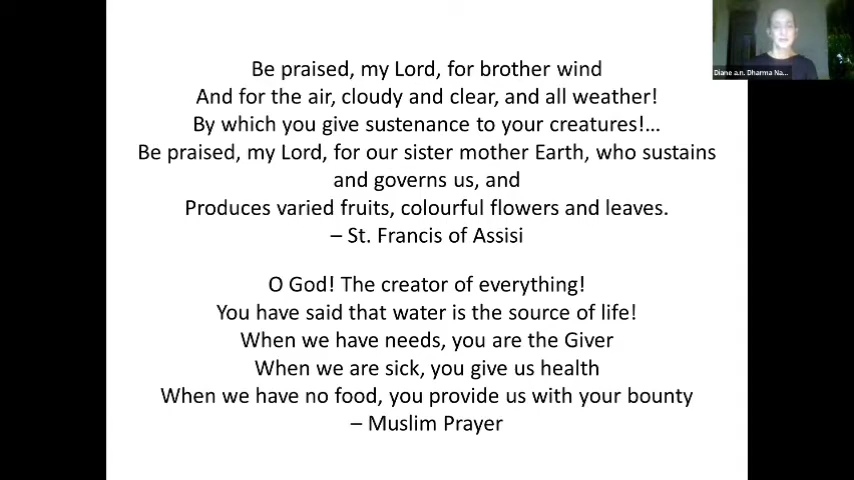 Be praised, my Lord, for brother wind
And for the air, cloudy and clear, and all weather!
By which you give sustenance to your creatures!...
Be praised, my Lord, for our sister mother Earth, who sustains
and governs us, and
Produces varied fruits, colourful flowers and leaves.
– St. Francis of Assisi
O God! The creator of everything!
You have said that water is the source of life!
When we have needs, you are the Giver
When we are sick, you give us health
When we have no food, you provide us with your bounty
– Muslim Prayer
Diane a.n. Dharma Na...